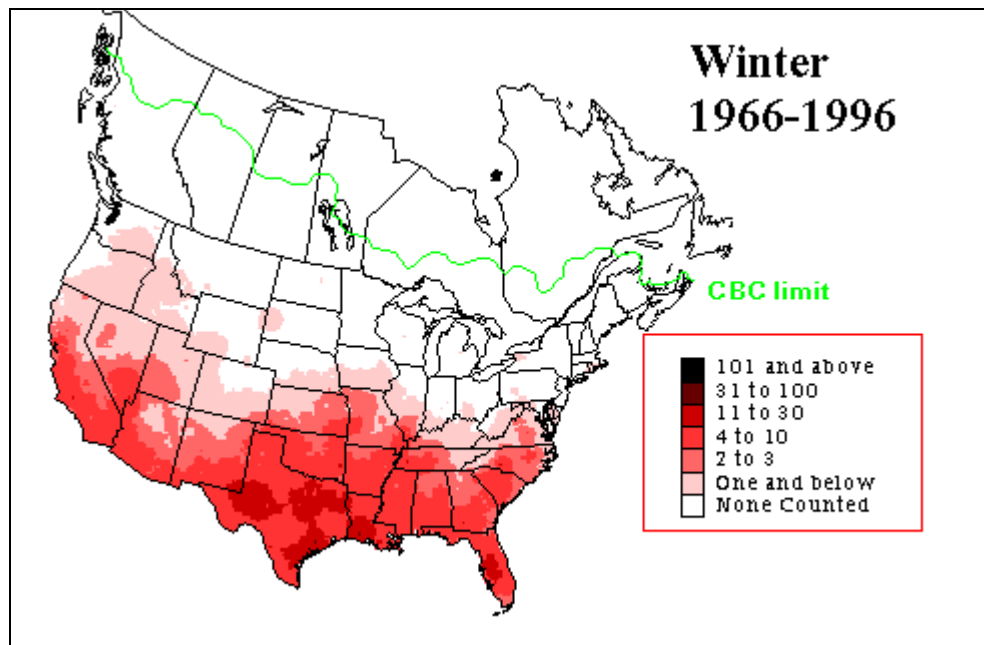 Winter
1966-1996
CBC limit
101 and above
31 to 100
11 to 30
4 to 10
2 to 3
One and below
None Counted